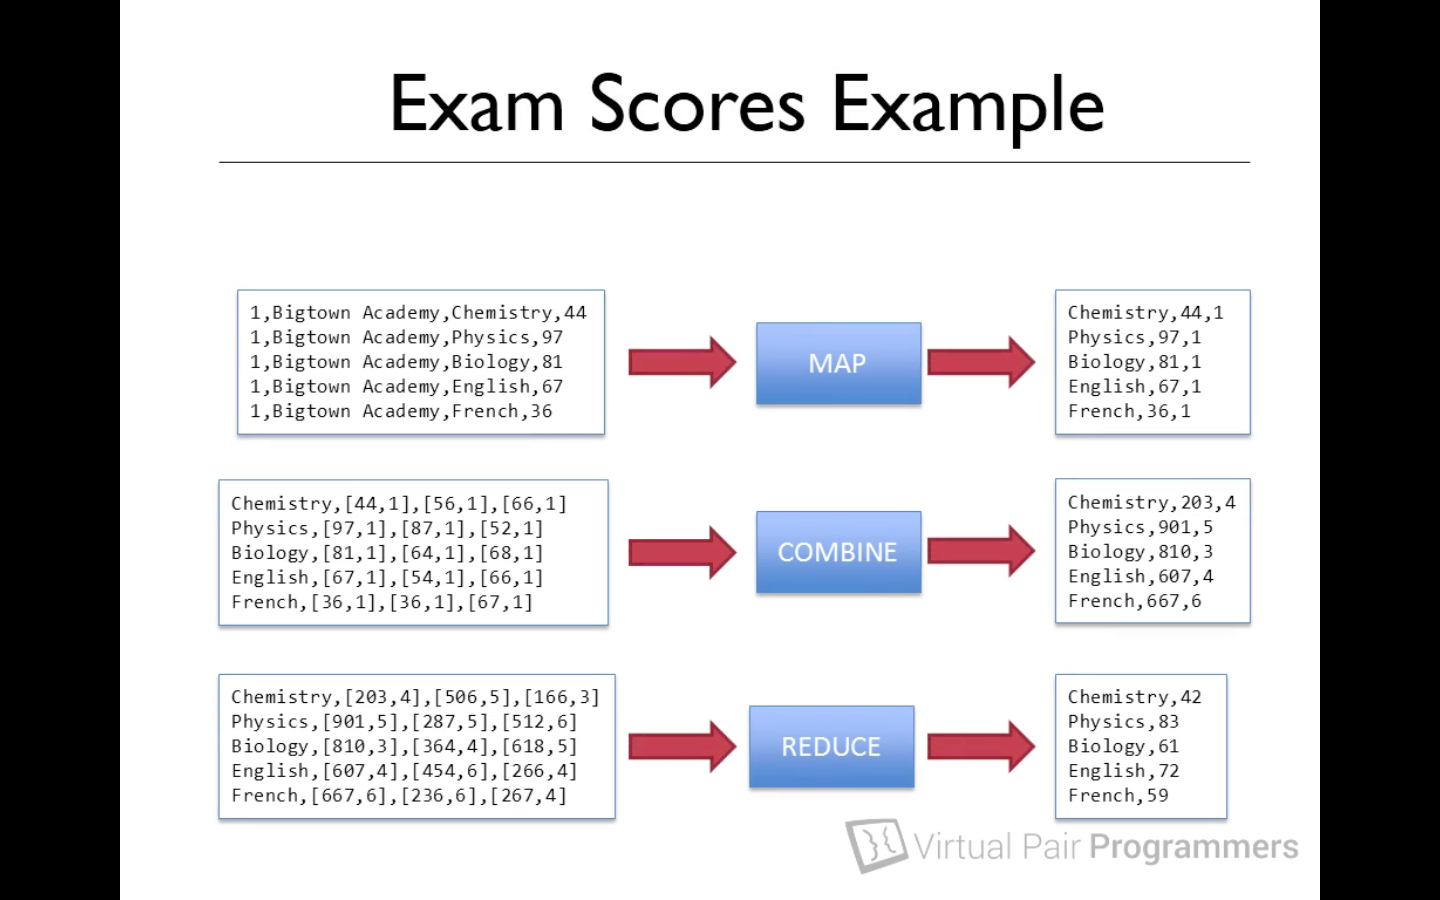 Exam Scores Example
1,Bigtown Academy,Chemistry,44
1,Bigtown Academy,Physics,97
1,Bigtown Academy,Biology,81
1,Bigtown Academy,English,67
1,Bigtown Academy,French,36
MAP
Chemistry,44,1
Physics,97,1
Biology,81,1
English,67,1
French,36,1
Chemistry,[44,1],[56,1],[66,1]
Physics,[97,1],[87,1],[52,1]
Biology,[81,1],[64,1],[68,1]
English,[67,1],[54,1],[66,1]
French,[36,1],[36,1],[67,1]
COMBINE
Chemistry,203,4
Physics,901,5
Biology,810,3
English,607,4
French,667,6
Chemistry,[203,4],[506,5],[166,3]
Physics,[901,5],[287,5],[512,6]
Biology,[810,3],[364,4],[618,5]
English,[607,4],[454,6],[266,4]
French,[667,6],[236,6],[267,4]
REDUCE
Chemistry,42
Physics,83
Biology,61
English,72
French,59
Virtual Pair Programmers